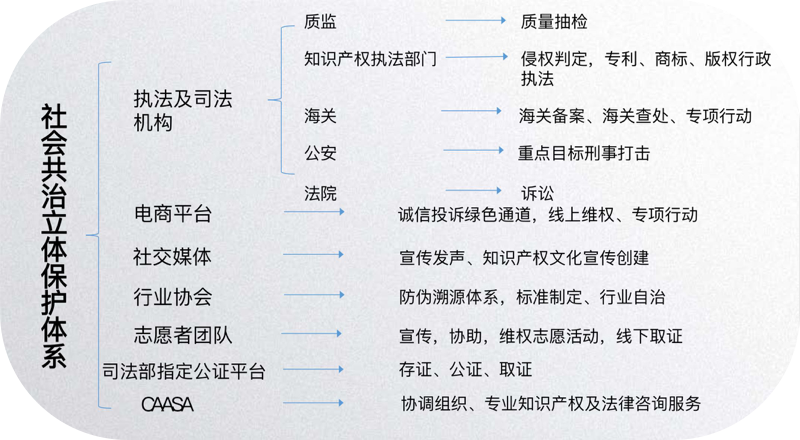 社会共治立体保护体系
执法及司法
机构
质监
质量抽检
知识产权执法部门
侵权判定，专利、商标、版权行政
执法
海关
海关备案、海关查处、专项行动
公安
重点目标刑事打击
法院
诉讼
电商平台
诚信投诉绿色通道，线上维权、专项行动
社交媒体
宣传发声、知识产权文化宣传创建
行业协会
防伪溯源体系，标准制定、行业自治
志愿者团队
宣传，协助，维权志愿活动，线下取证
司法部指定公证平台
存证、公证、取证
CAASA
协调组织、专业知识产权及法律咨询服务